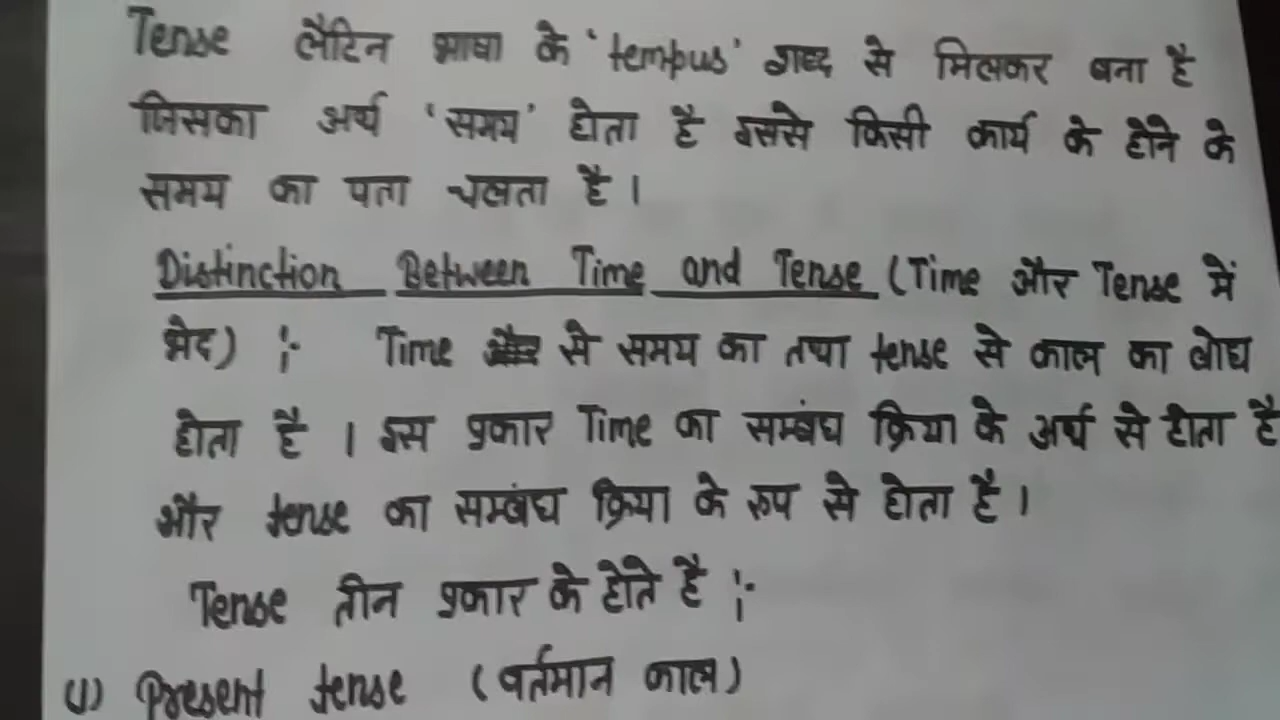 Tense लैटिन भाषा के 'tempus' शब्द से मिलकर बना है
जिसका अर्थ 'समय' होता है इससे किसी कार्य के होने के
समय का पता चलता है।
Distinction Between Time and Tense (Time और Tense में
भेद) :- Time से समय का तथा tense से काल का बोध
होता है । इस प्रकार Time का सम्बंध क्रिया के अर्थ से होता है
और tense का सम्बंध क्रिया के रूप से होता है।
Tense तीन प्रकार के होते है :-
(1) Present tense (वर्तमान काल)